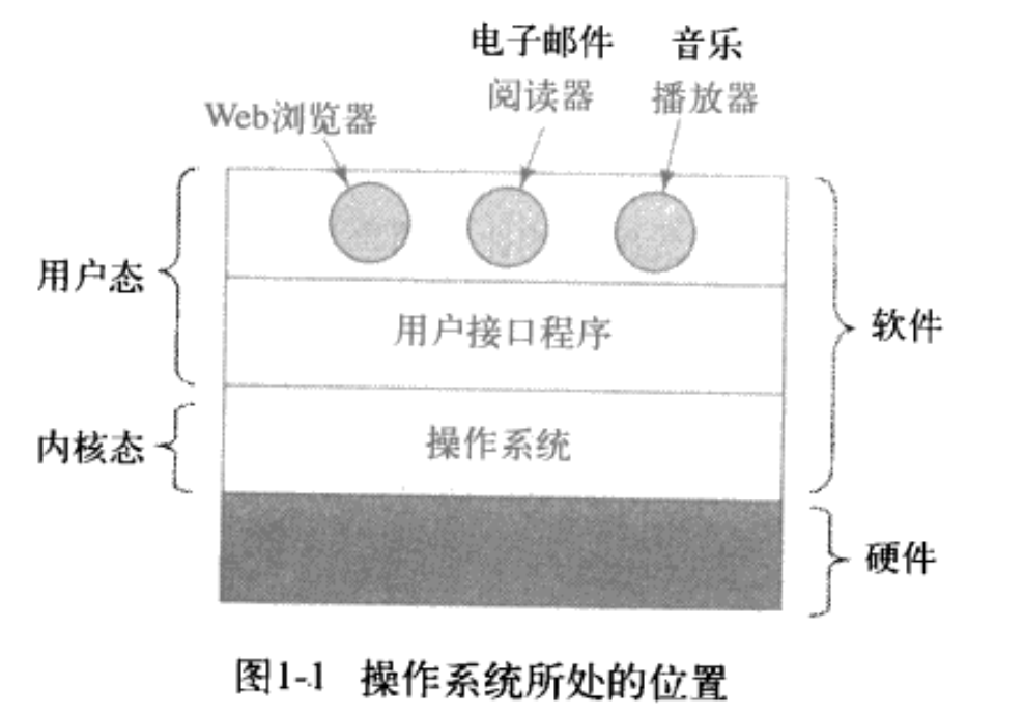 电子邮件
音乐
Web浏览器
阅读器
播放器
用户态
用户接口程序
软件
内核态
操作系统
硬件
图1-1 操作系统所处的位置